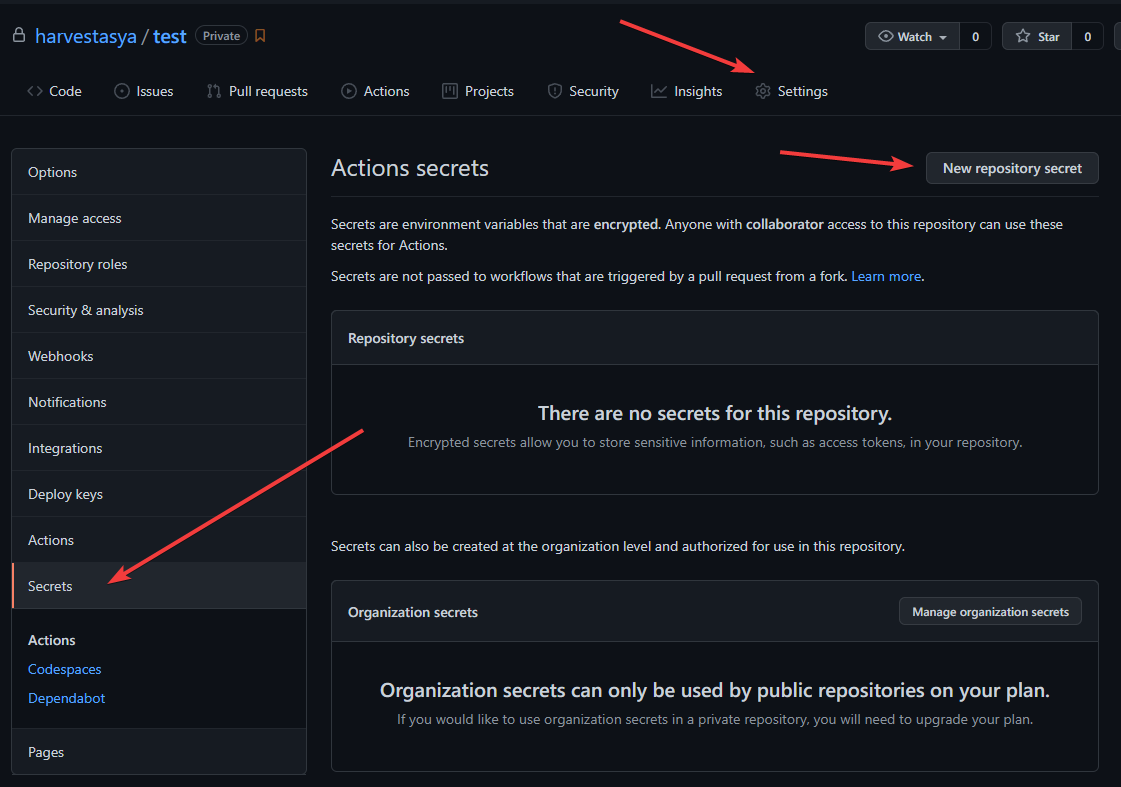 harvestasya / test Private
Watch 0 Star 0
Code Issues Pull requests Actions Projects Security Insights Settings
Options
Manage access
Repository roles
Security & analysis
Webhooks
Notifications
Integrations
Deploy keys
Actions
Secrets
Actions
Codespaces
Dependabot
Pages
Actions secrets
New repository secret
Secrets are environment variables that are encrypted. Anyone with collaborator access to this repository can use these
secrets for Actions.
Secrets are not passed to workflows that are triggered by a pull request from a fork. Learn more.
Repository secrets
There are no secrets for this repository.
Encrypted secrets allow you to store sensitive information, such as access tokens, in your repository.
Secrets can also be created at the organization level and authorized for use in this repository.
Organization secrets
Manage organization secrets
Organization secrets can only be used by public repositories on your plan.
If you would like to use organization secrets in a private repository, you will need to upgrade your plan.